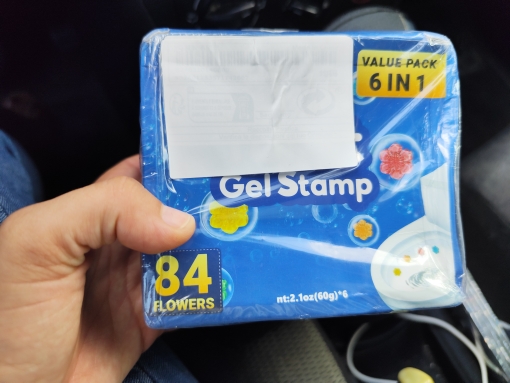 VALUE PACK
6 IN 1
Gel Stamp
84
FLOWERS
nt:2.1oz(60g)*6